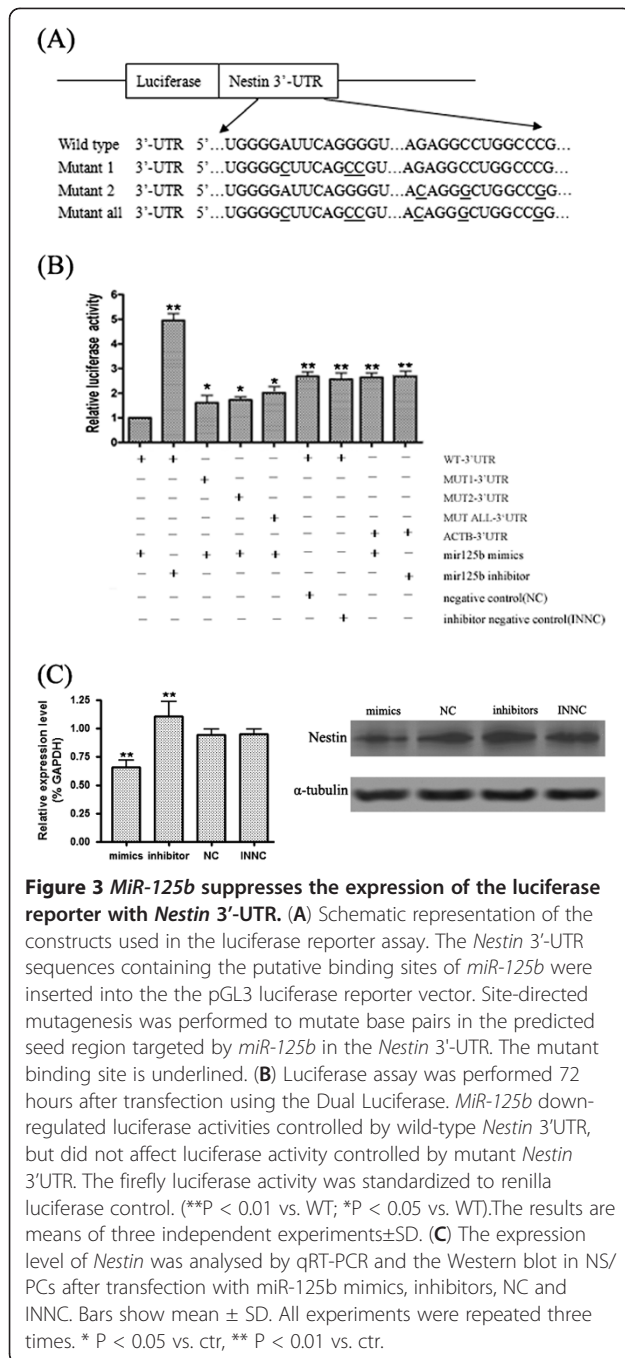 (A)
Luciferase Nestin 3'-UTR
Wild type 3'-UTR 5'…UGGGGAUUCAGGGGU…AGAGGCCUGGCCCG…
Mutant 1 3'-UTR 5'…UGGGGCUUCAGCCGU…AGAGGCCUGGCCCG…
Mutant 2 3'-UTR 5'…UGGGGAUUCAGGGGU…ACAGGGCUGGCCGG…
Mutant all 3'-UTR 5'…UGGGGCUUCAGCCGU…ACAGGGCUGGCCGG…
(B)
Relative luciferase activity
6
5
4
3
2
1
0
** * * * ** ** ** **
+ + – – – + + – – WT-3'UTR
– – + – – – – – – MUT1-3'UTR
– – – + – – – – – MUT2-3'UTR
– – – – + – – – – MUT ALL-3'UTR
– – – – – – – + + ACTB-3'UTR
+ – + + + – – + – mir125b mimics
– + – – – – – – + mir125b inhibitor
– – – – – + – – – negative control(NC)
– – – – – – + – – inhibitor negative control(INNC)
(C)
Relative expression level
(% GAPDH)
1.25
1.00
0.75
0.50
0.25
0.00
** **
mimics inhibitor NC INNC
mimics NC inhibitors INNC
Nestin
α-tubulin
Figure 3 MiR-125b suppresses the expression of the luciferase
reporter with Nestin 3'-UTR. (A) Schematic representation of the
constructs used in the luciferase reporter assay. The Nestin 3'-UTR
sequences containing the putative binding sites of miR-125b were
inserted into the the pGL3 luciferase reporter vector. Site-directed
mutagenesis was performed to mutate base pairs in the predicted
seed region targeted by miR-125b in the Nestin 3'-UTR. The mutant
binding site is underlined. (B) Luciferase assay was performed 72
hours after transfection using the Dual Luciferase. MiR-125b down-
regulated luciferase activities controlled by wild-type Nestin 3'UTR,
but did not affect luciferase activity controlled by mutant Nestin
3'UTR. The firefly luciferase activity was standardized to renilla
luciferase control. (**P < 0.01 vs. WT; *P < 0.05 vs. WT).The results are
means of three independent experiments±SD. (C) The expression
level of Nestin was analysed by qRT-PCR and the Western blot in NS/
PCs after transfection with miR-125b mimics, inhibitors, NC and
INNC. Bars show mean ± SD. All experiments were repeated three
times. * P < 0.05 vs. ctr, ** P < 0.01 vs. ctr.